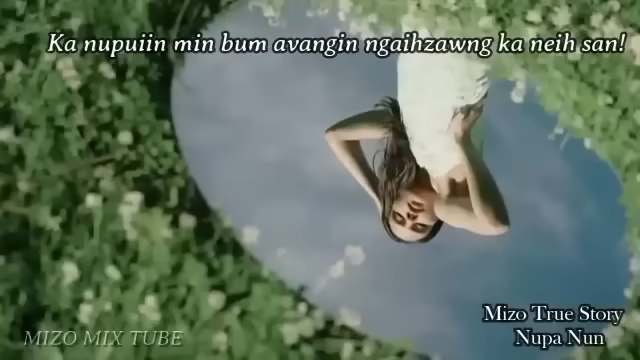 Ka nupuiin min bum avangin ngaihzawng ka neih san!
Mizo True Story
Nupa Nun
MIZO MIX TUBE